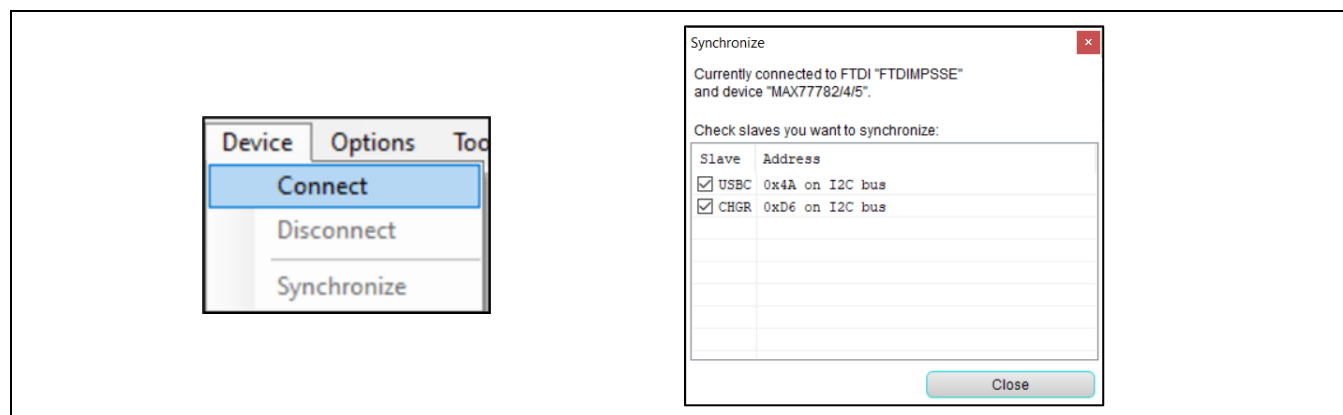 Device Options Too
Connect
Disconnect
Synchronize
Synchronize
Currently connected to FTDI "FTDIMPSSE"
and device "MAX77782/4/5".
Check slaves you want to synchronize:
Slave Address
USBC 0x4A on I2C bus
CHGR 0xD6 on I2C bus
Close